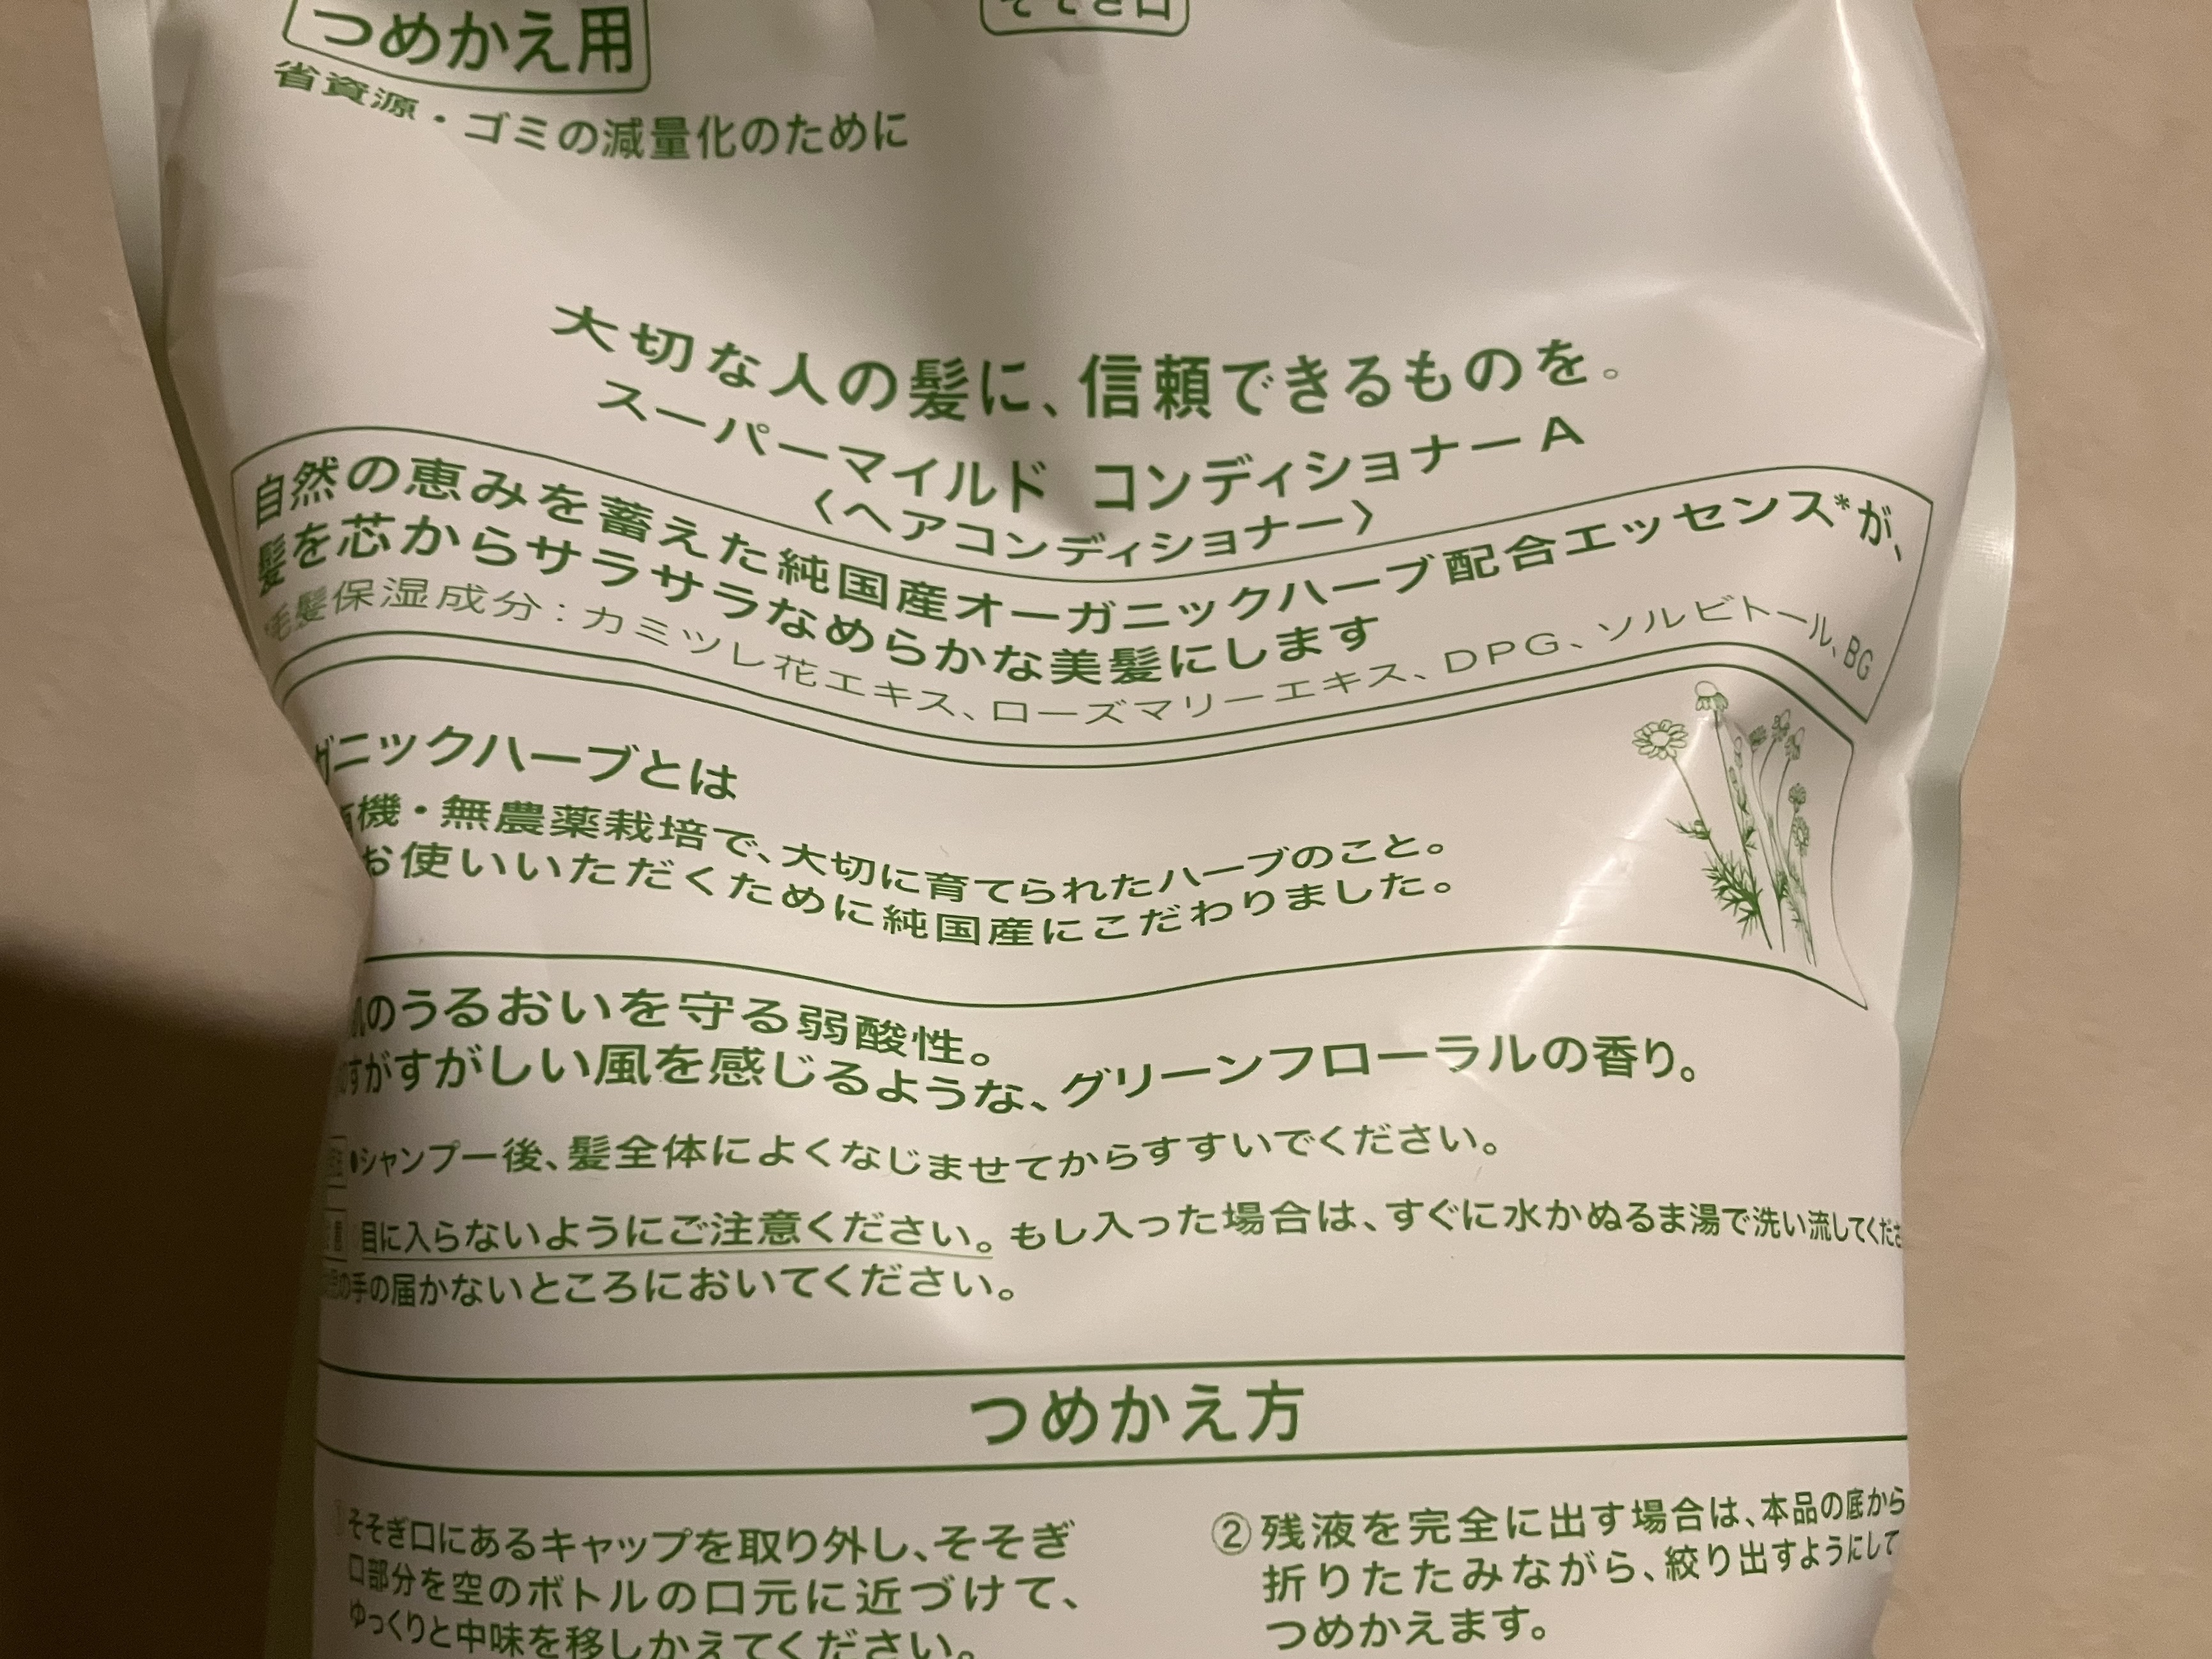 つめかえ用
そそぎ口
省資源・ゴミの減量化のために
大切な人の髪に、信頼できるものを。
スーパーマイルド コンディショナーA
〈ヘアコンディショナー〉
自然の恵みを蓄えた純国産オーガニックハーブ配合エッセンス*が、
髪を芯からサラサラなめらかな美髪にします
*毛髪保湿成分：カミツレ花エキス、ローズマリーエキス、DPG、ソルビトール、BG
ガニックハーブとは
有機・無農薬栽培で、大切に育てられたハーブのこと。
お使いいただくために純国産にこだわりました。
肌のうるおいを守る弱酸性。
のすがすがしい風を感じるような、グリーンフローラルの香り。
●シャンプー後、髪全体によくなじませてからすすいでください。
目に入らないようにご注意ください。もし入った場合は、すぐに水かぬるま湯で洗い流してくださ
の手の届かないところにおいてください。
つめかえ方
そそぎ口にあるキャップを取り外し、そそぎ
口部分を空のボトルの口元に近づけて、
ゆっくりと中味を移しかえてください。
②残液を完全に出す場合は、本品の底から
折りたたみながら、絞り出すようにして
つめかえます。